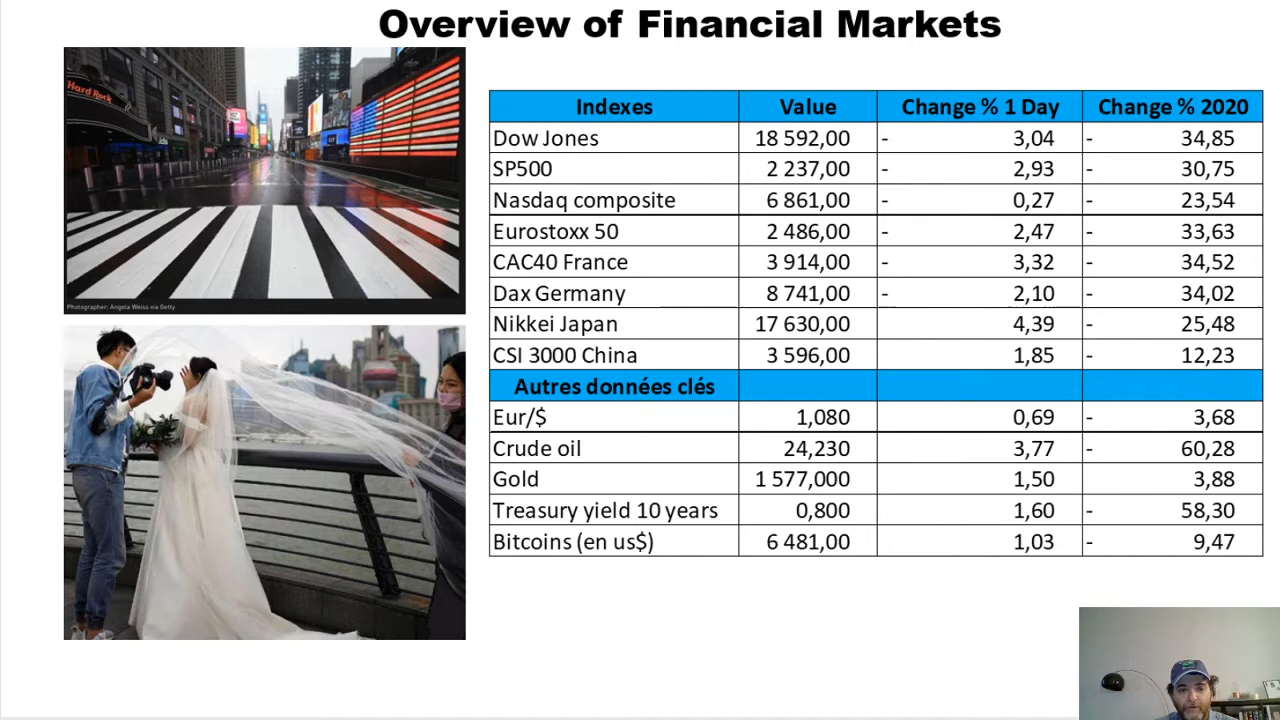 Overview of Financial Markets
Hard Rock
Photographer: Angela Weiss via Getty
Indexes Value Change % 1 Day Change % 2020
Dow Jones 18 592,00 - 3,04 - 34,85
SP500 2 237,00 - 2,93 - 30,75
Nasdaq composite 6 861,00 - 0,27 - 23,54
Eurostoxx 50 2 486,00 - 2,47 - 33,63
CAC40 France 3 914,00 - 3,32 - 34,52
Dax Germany 8 741,00 - 2,10 - 34,02
Nikkei Japan 17 630,00 4,39 - 25,48
CSI 3000 China 3 596,00 1,85 - 12,23
Autres données clés
Eur/$ 1,080 0,69 - 3,68
Crude oil 24,230 3,77 - 60,28
Gold 1 577,000 1,50 3,88
Treasury yield 10 years 0,800 1,60 - 58,30
Bitcoins (en us$) 6 481,00 1,03 - 9,47